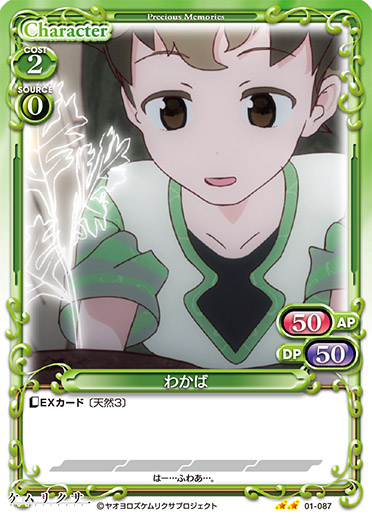 Precious Memories
Character
COST
2
SOURCE
0
50 AP
DP 50
わかば
EXカード〔天然3〕
はー…ふわあ…。
ケムリクサ
©ヤオヨロズケムリクサプロジェクト
01-087